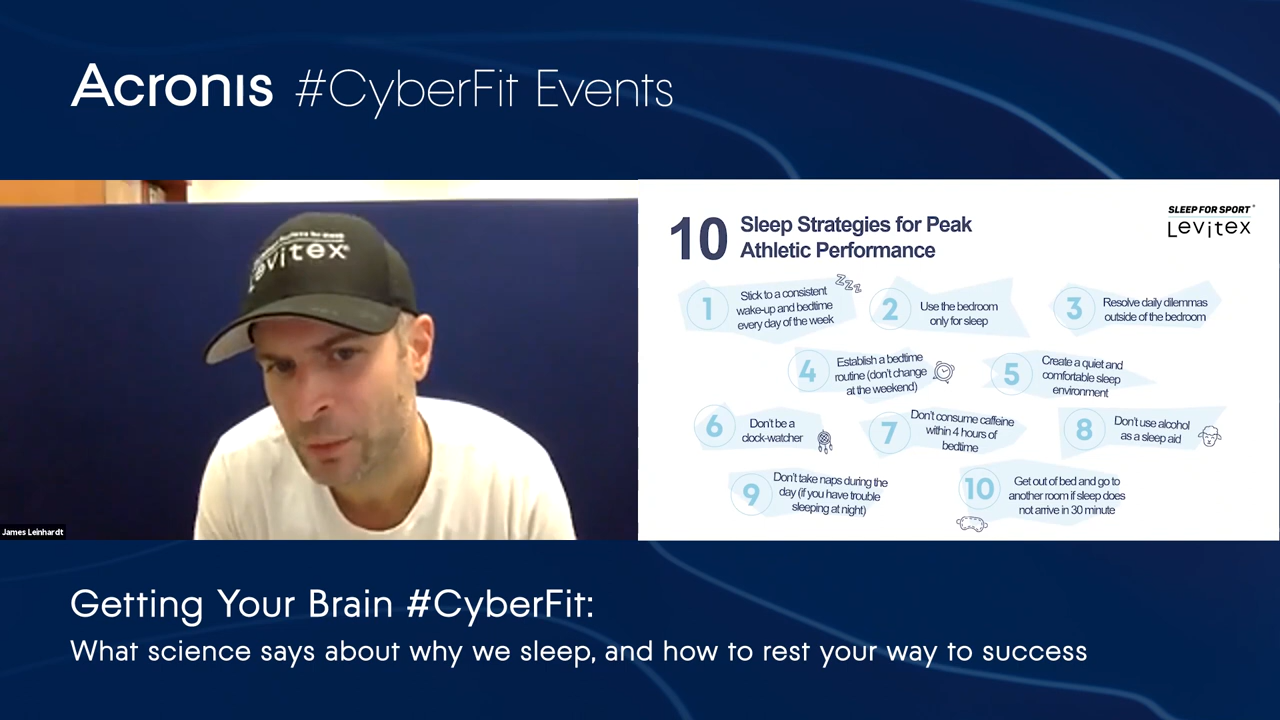 Acronis #CyberFit Events
Levitex
James Leinhardt
10
Sleep Strategies for Peak
Athletic Performance
SLEEP FOR SPORT
Levitex
1
Stick to a consistent
wake-up and bedtime
every day of the week
zzz
2
Use the bedroom
only for sleep
3
Resolve daily dilemmas
outside of the bedroom
4
Establish a bedtime
routine (don't change
at the weekend)
5
Create a quiet and
comfortable sleep
environment
6
Don't be a
clock-watcher
7
Don't consume caffeine
within 4 hours of
bedtime
8
Don't use alcohol
as a sleep aid
9
Don't take naps during the
day (if you have trouble
sleeping at night)
10
Get out of bed and go to
another room if sleep does
not arrive in 30 minute
Getting Your Brain #CyberFit:
What science says about why we sleep, and how to rest your way to success